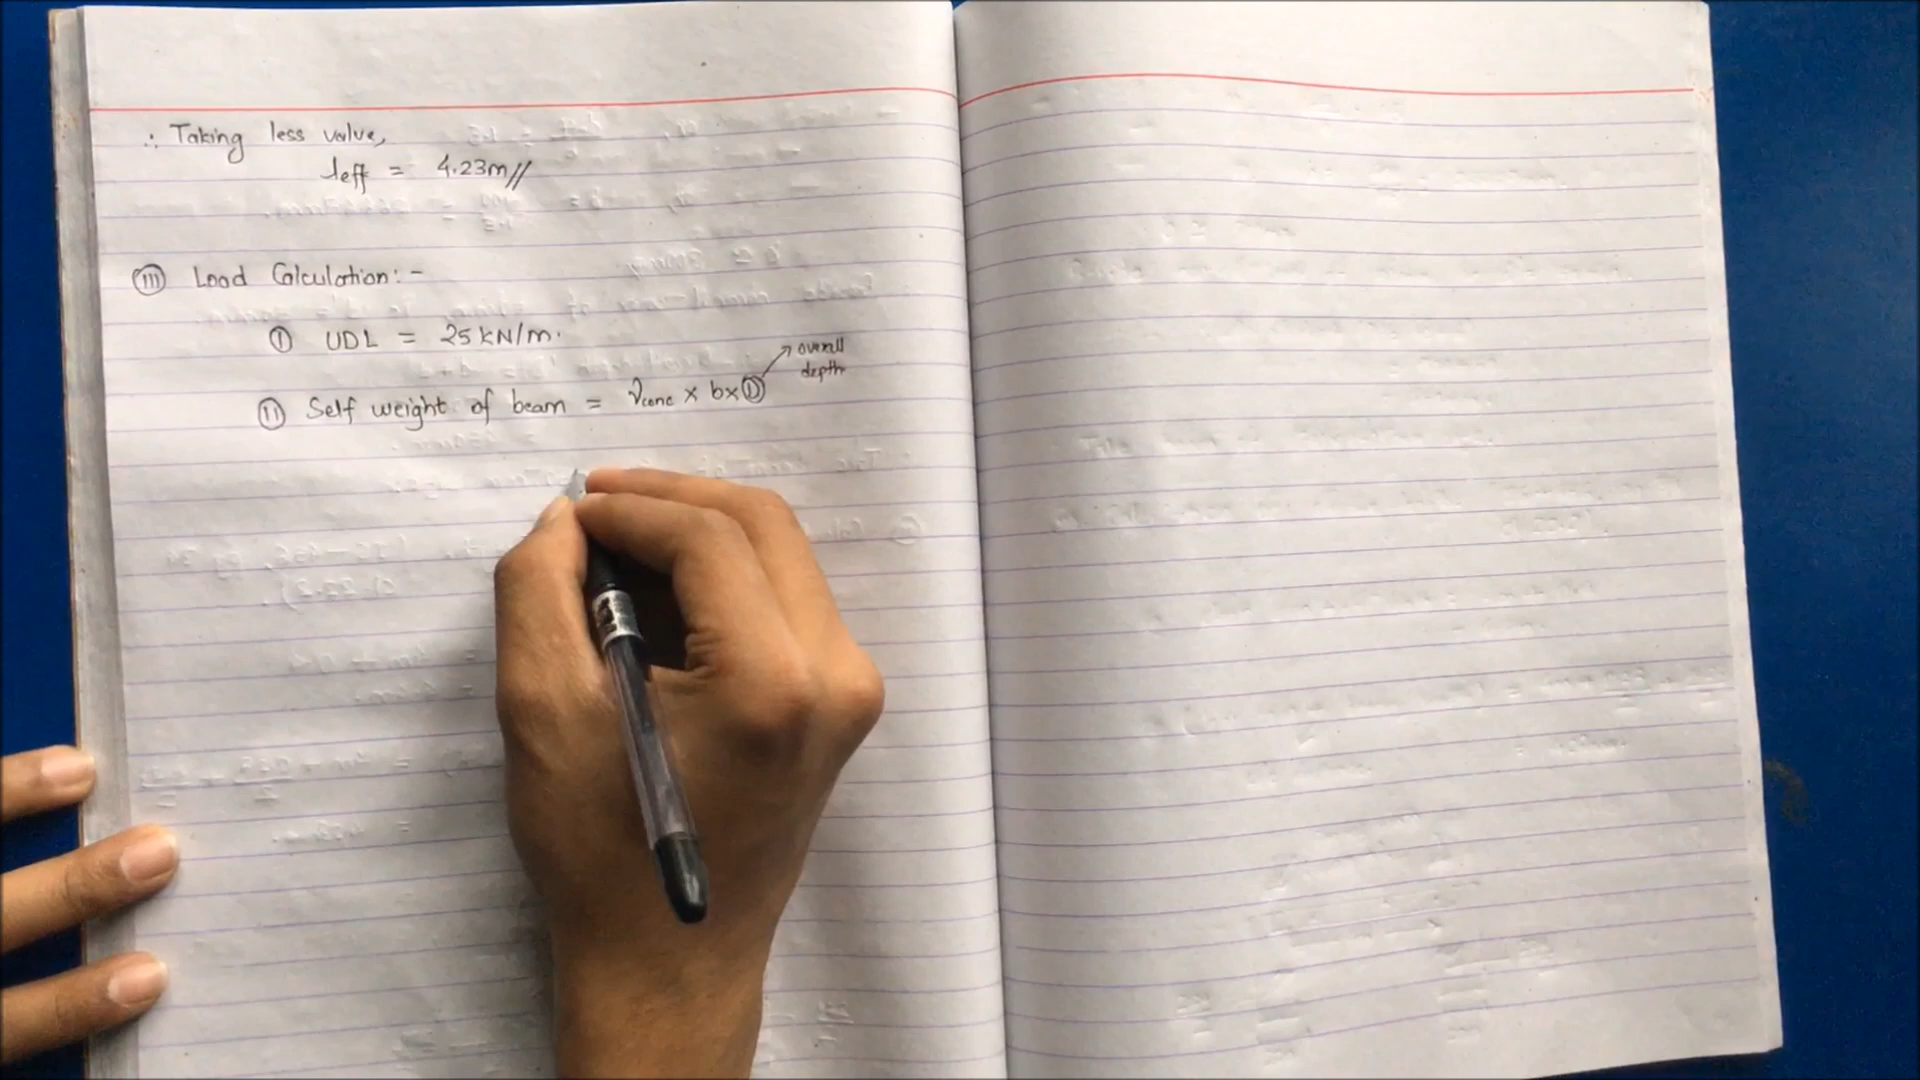 ∴ Taking less value,
leff = 4.23m//
III Load Calculation: -
I UDL = 25 KN/m.
II Self weight of beam = γconc × b×D
overall
depth